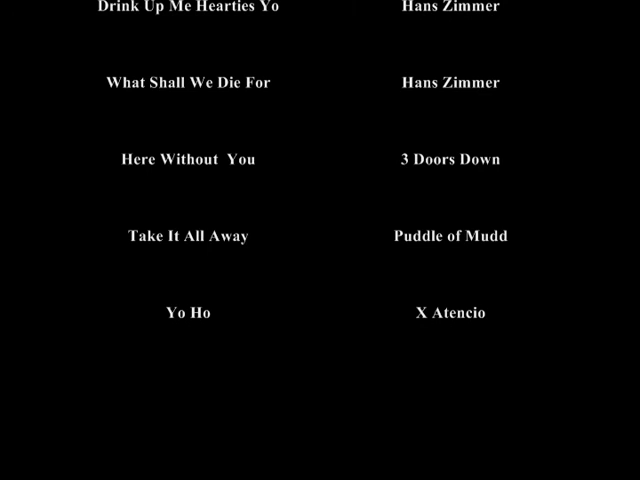 Drink Up Me Hearties Yo Hans Zimmer
What Shall We Die For Hans Zimmer
Here Without You 3 Doors Down
Take It All Away Puddle of Mudd
Yo Ho X Atencio